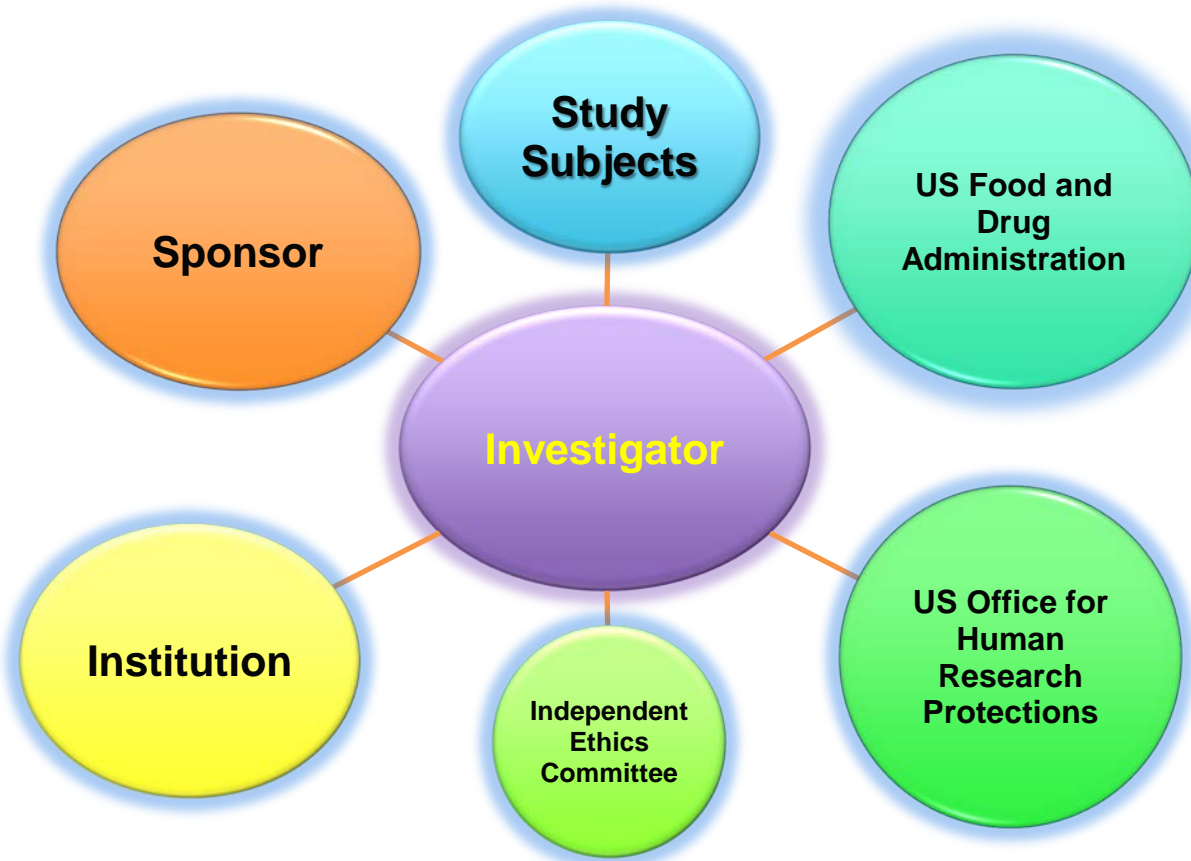 Study
Subjects
US Food and
Drug
Administration
Sponsor
Investigator
Institution
US Office for
Human
Research
Protections
Independent
Ethics
Committee